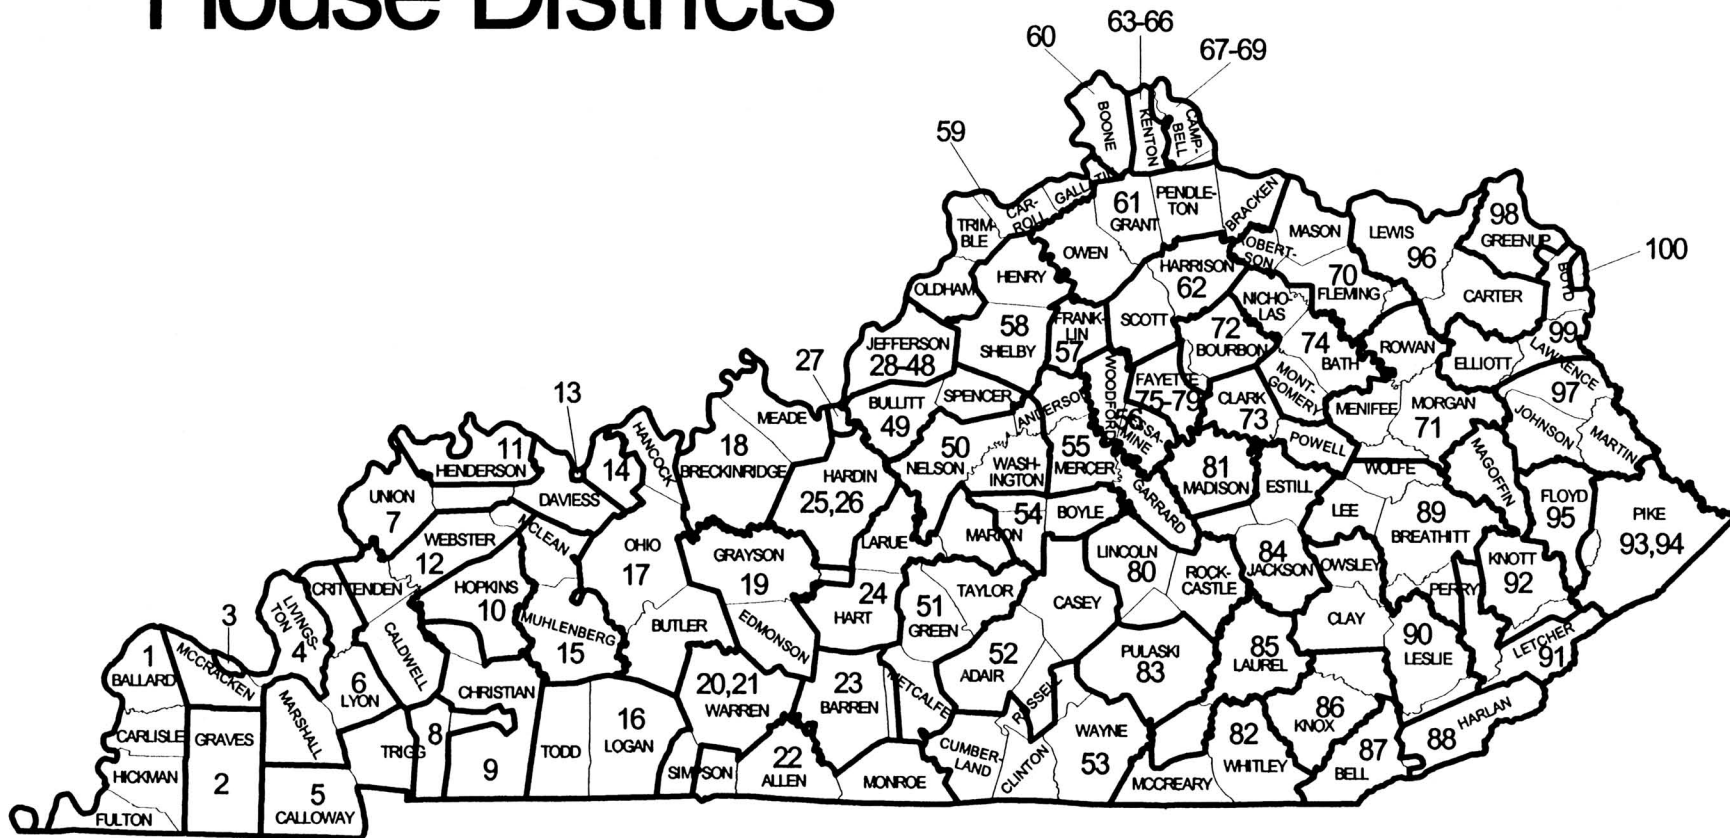 House Districts
60
63-66
67-69
59
BOONE
KENTON
CAMP-
BELL
GALLATIN
CAR-
ROLL
TRIM-
BLE
61
GRANT
PENDLE-
TON
BRACKEN
OWEN
MASON
ROBERT-
SON
LEWIS
96
98
GREENUP
100
BOYD
HENRY
OLDHAM
HARRISON
62
70
FLEMING
CARTER
NICHO-
LAS
58
SHELBY
FRANK-
LIN
57
SCOTT
72
BOURBON
74
BATH
ROWAN
ELLIOTT
99
LAWRENCE
JEFFERSON
28-48
27
13
WOODFORD
FAYETTE
75-79
CLARK
73
MONT-
GOMERY
MENIFEE
MORGAN
71
97
JOHNSON
MARTIN
MEADE
BULLITT
49
SPENCER
ANDERSON
56
JESSA-
MINE
POWELL
11
HENDERSON
14
HANCOCK
18
BRECKINRIDGE
HARDIN
25,26
50
NELSON
WASH-
INGTON
55
MERCER
GARRARD
81
MADISON
ESTILL
WOLFE
MAGOFFIN
UNION
7
DAVIESS
LEE
89
BREATHITT
FLOYD
95
PIKE
93,94
MCLEAN
WEBSTER
12
OHIO
17
GRAYSON
19
LARUE
MARION
54
BOYLE
LINCOLN
80
ROCK-
CASTLE
84
JACKSON
OWSLEY
PERRY
KNOTT
92
CRITTENDEN
HOPKINS
10
MUHLENBERG
15
BUTLER
EDMONSON
24
HART
51
GREEN
TAYLOR
CASEY
CLAY
3
LIVINGS-
TON
4
CALDWELL
1
BALLARD
MCCRACKEN
6
LYON
CHRISTIAN
20,21
WARREN
23
BARREN
METCALFE
52
ADAIR
RUSSELL
PULASKI
83
85
LAUREL
90
LESLIE
LETCHER
91
CARLISLE
GRAVES
2
MARSHALL
TRIGG
8
9
TODD
16
LOGAN
SIMPSON
22
ALLEN
MONROE
CUMBER-
LAND
CLINTON
WAYNE
53
MCCREARY
82
WHITLEY
86
KNOX
87
BELL
88
HARLAN
HICKMAN
FULTON
5
CALLOWAY